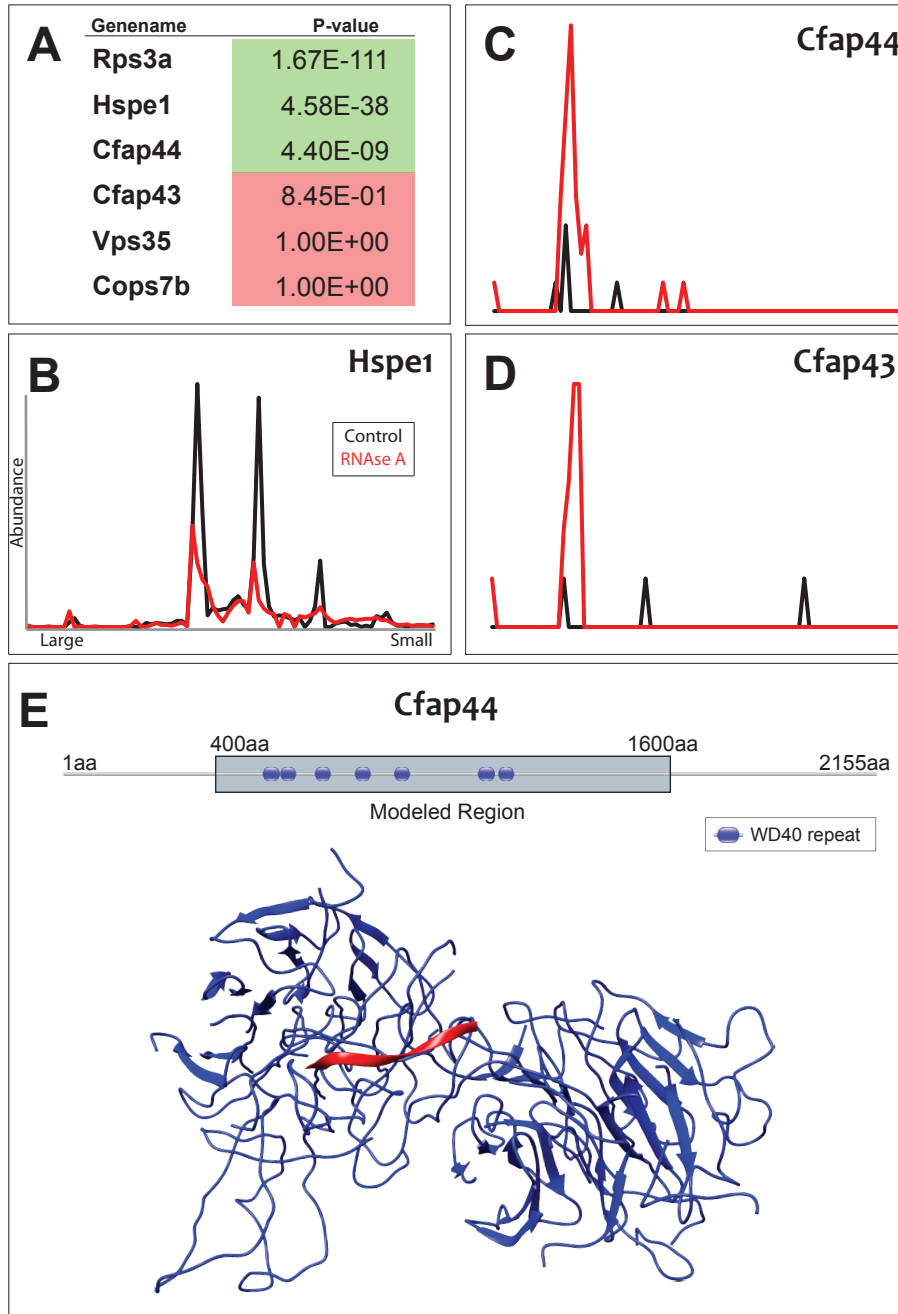 A
Genename P-value
Rps3a 1.67E-111
Hspe1 4.58E-38
Cfap44 4.40E-09
Cfap43 8.45E-01
Vps35 1.00E+00
Cops7b 1.00E+00
C
Cfap44
B
Hspe1
Control
RNAse A
Abundance
Large Small
D
Cfap43
E
Cfap44
400aa 1600aa
1aa 2155aa
Modeled Region
WD40 repeat